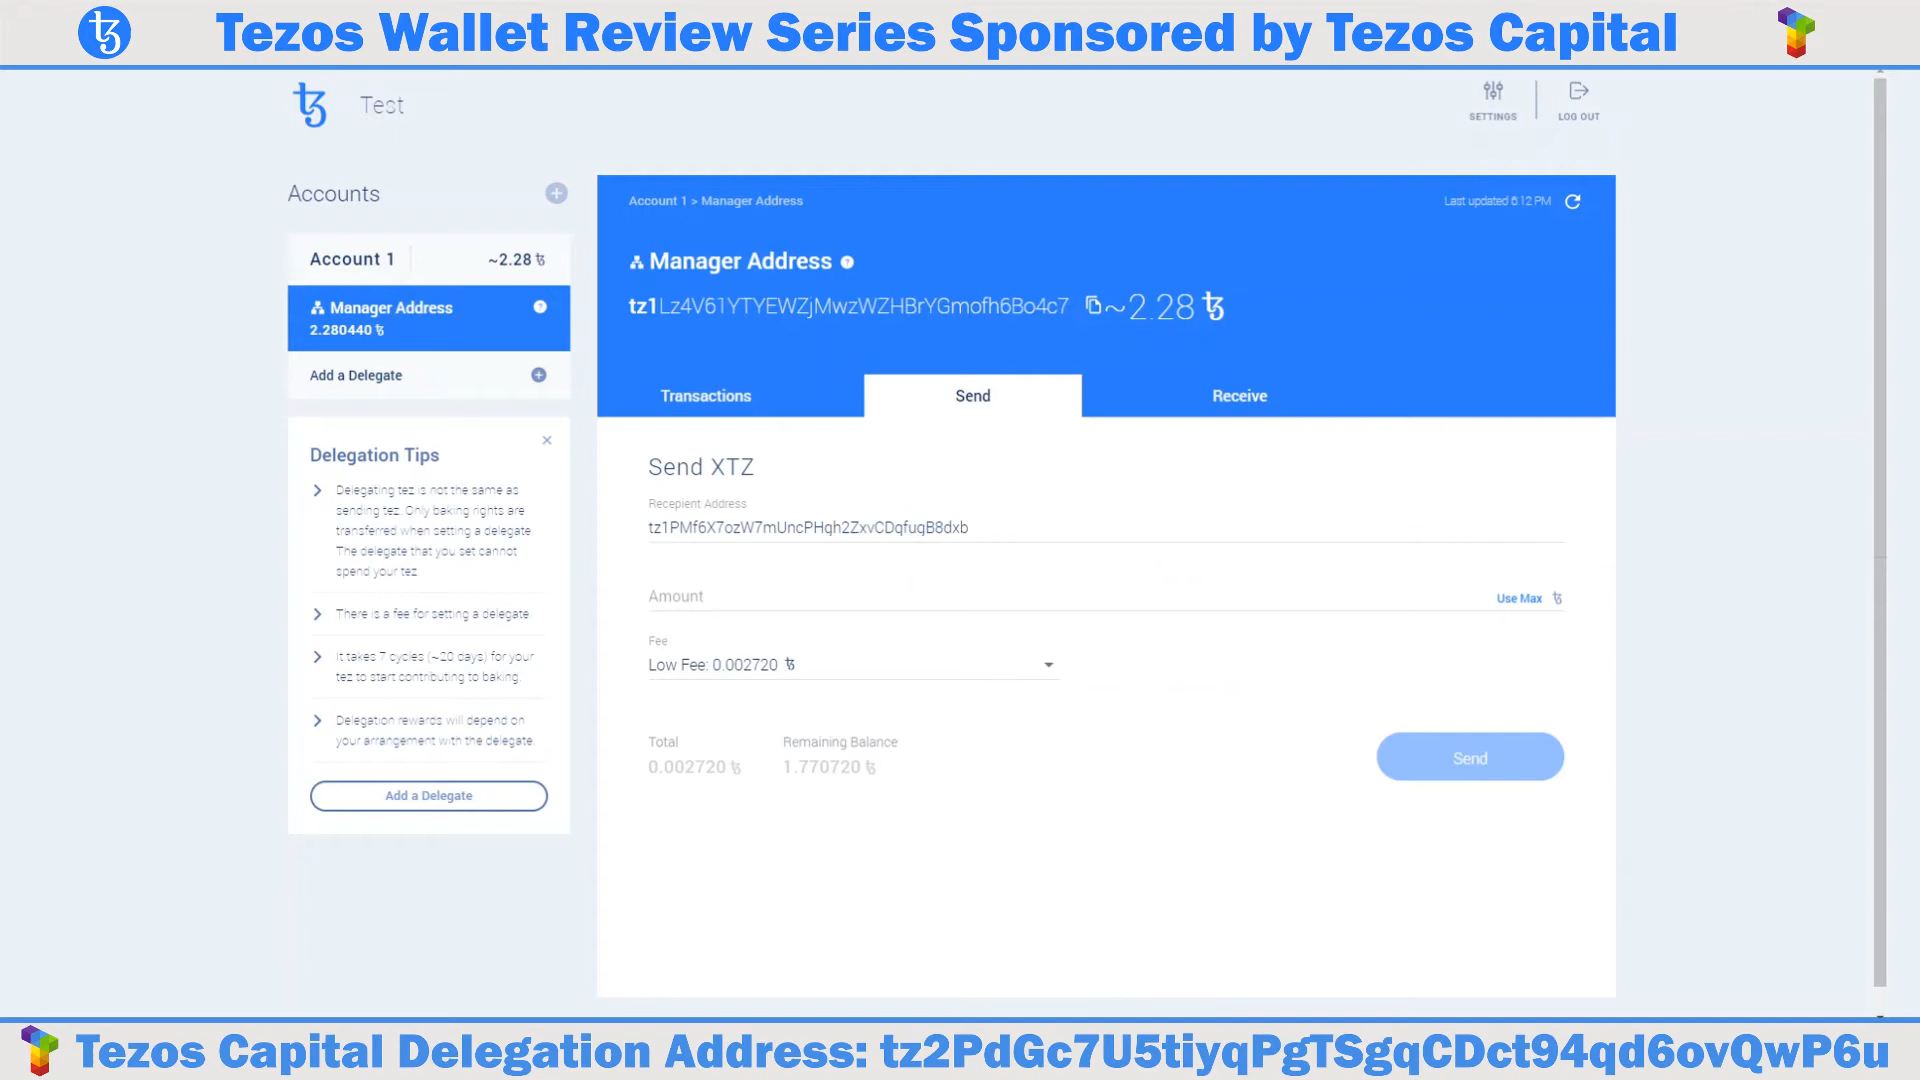 Tezos Wallet Review Series Sponsored by Tezos Capital
Test
SETTINGS
LOG OUT
Accounts
Account 1
~2.28 ꜩ
Manager Address
2.280440 ꜩ
Add a Delegate
Delegation Tips
Delegating tez is not the same as
sending tez. Only baking rights are
transferred when setting a delegate.
The delegate that you set cannot
spend your tez.
There is a fee for setting a delegate.
It takes 7 cycles (~20 days) for your
tez to start contributing to baking.
Delegation rewards will depend on
your arrangement with the delegate.
Add a Delegate
Account 1 > Manager Address
Last updated 6:12 PM
Manager Address
tz1Lz4V61YTYEWZjMwzWZHBrYGmofh6Bo4c7
~2.28 ꜩ
Transactions
Send
Receive
Send XTZ
Recepient Address
tz1PMf6X7ozW7mUncPHqh2ZxvCDqfuqB8dxb
Amount
Use Max ꜩ
Fee
Low Fee: 0.002720 ꜩ
Total
0.002720 ꜩ
Remaining Balance
1.770720 ꜩ
Send
Tezos Capital Delegation Address: tz2PdGc7U5tiyqPgTSgqCDct94qd6ovQwP6u